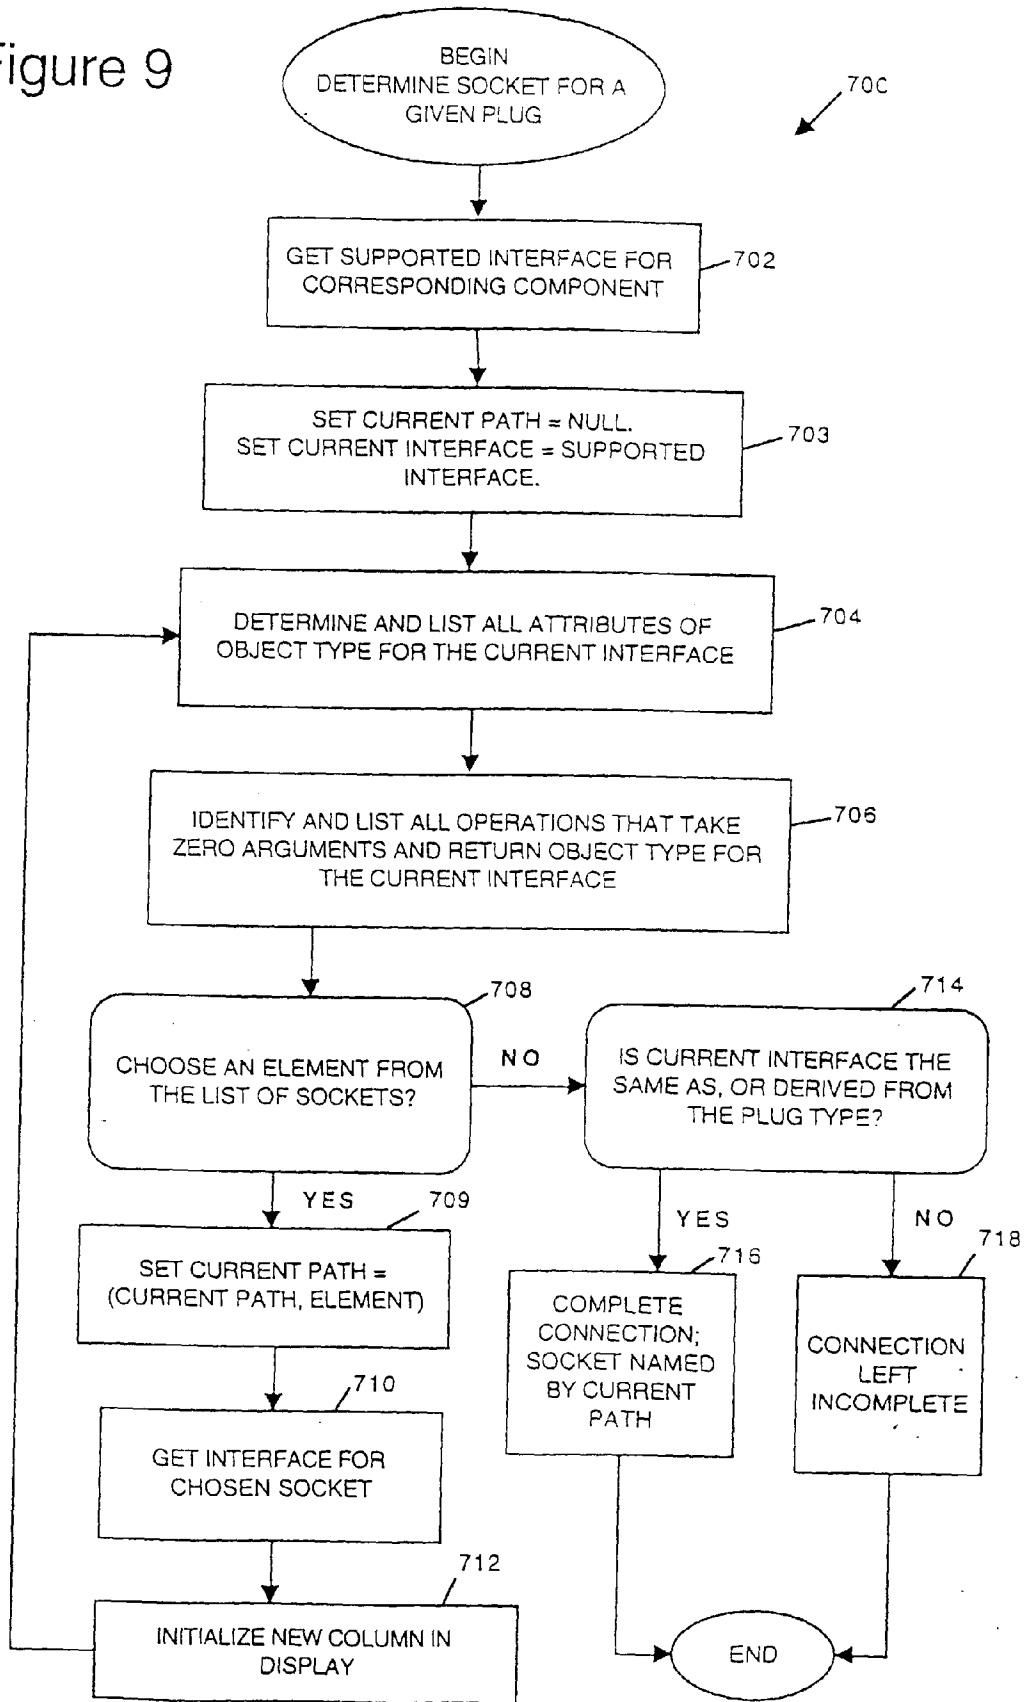 Figure 9
BEGIN
DETERMINE SOCKET FOR A
GIVEN PLUG
700
GET SUPPORTED INTERFACE FOR
CORRESPONDING COMPONENT
702
SET CURRENT PATH = NULL.
SET CURRENT INTERFACE = SUPPORTED
INTERFACE.
703
DETERMINE AND LIST ALL ATTRIBUTES OF
OBJECT TYPE FOR THE CURRENT INTERFACE
704
IDENTIFY AND LIST ALL OPERATIONS THAT TAKE
ZERO ARGUMENTS AND RETURN OBJECT TYPE FOR
THE CURRENT INTERFACE
706
708
CHOOSE AN ELEMENT FROM
THE LIST OF SOCKETS?
NO
714
IS CURRENT INTERFACE THE
SAME AS, OR DERIVED FROM
THE PLUG TYPE?
YES
709
SET CURRENT PATH =
(CURRENT PATH, ELEMENT)
YES
716
COMPLETE
CONNECTION;
SOCKET NAMED
BY CURRENT
PATH
NO
718
CONNECTION
LEFT
INCOMPLETE
710
GET INTERFACE FOR
CHOSEN SOCKET
712
INITIALIZE NEW COLUMN IN
DISPLAY
END